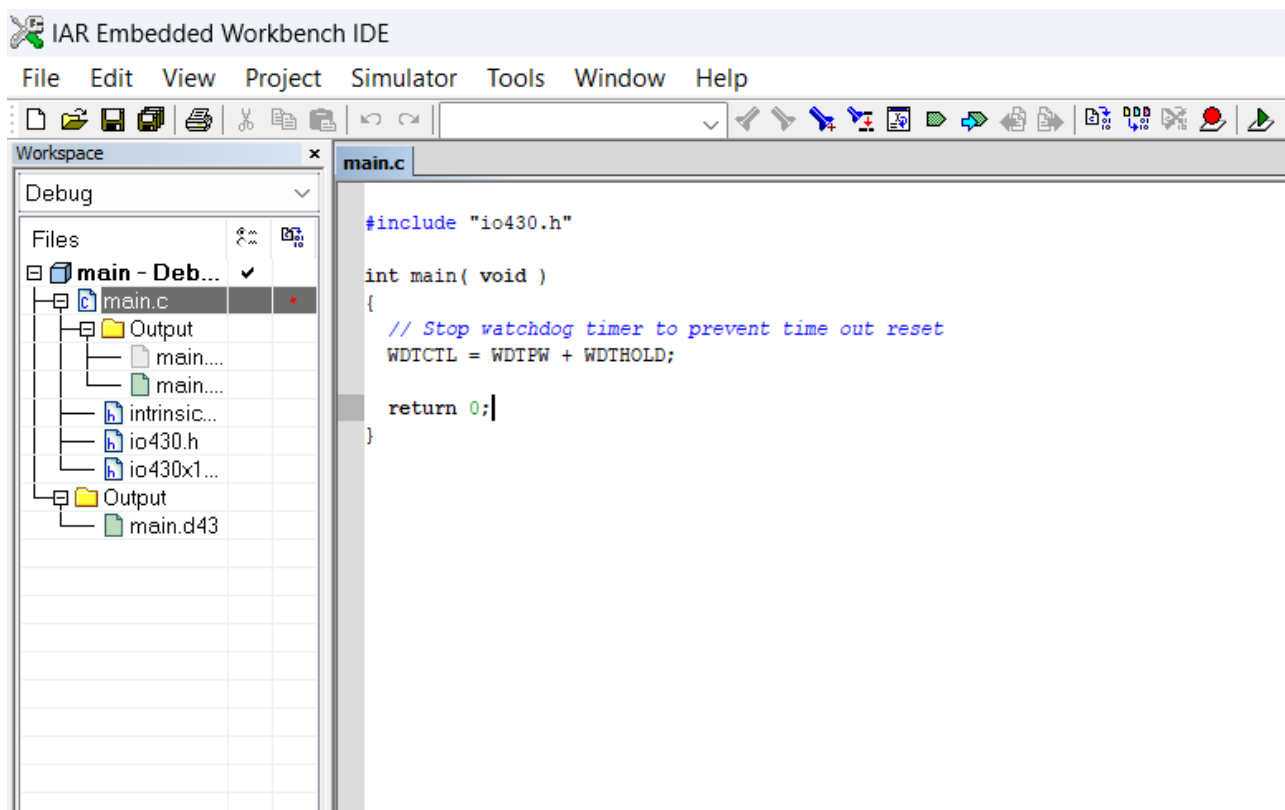 IAR Embedded Workbench IDE
File Edit View Project Simulator Tools Window Help
Workspace
Debug
Files
main - Deb...
main.c
Output
main....
main....
intrinsic...
io430.h
io430x1...
Output
main.d43
main.c
#include "io430.h"
int main( void )
{
// Stop watchdog timer to prevent time out reset
WDTCTL = WDTPW + WDTHOLD;
return 0;
}